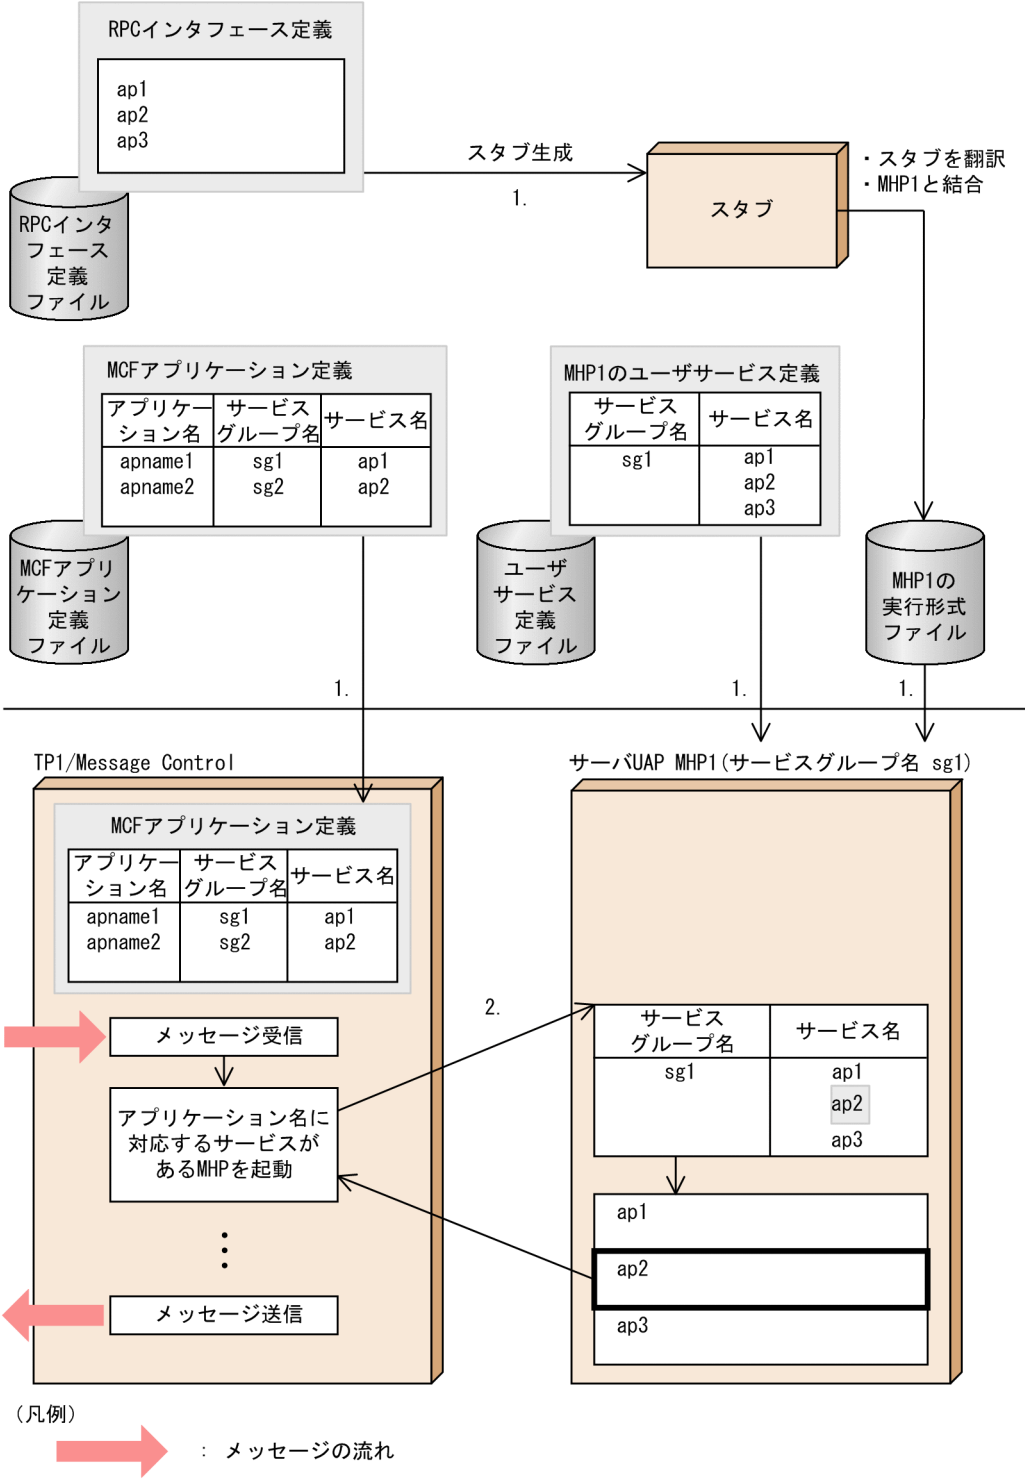 RPCインタフェース定義
ap1
ap2
ap3
RPCインタ
フェース
定義
ファイル
スタブ生成
1.
スタブ
・スタブを翻訳
・MHP1と結合
MCFアプリケーション定義
アプリケー
ション名
サービス
グループ名
サービス名
apname1 sg1 ap1
apname2 sg2 ap2
MCFアプリ
ケーション
定義
ファイル
MHP1のユーザサービス定義
サービス
グループ名
サービス名
sg1 ap1
ap2
ap3
ユーザ
サービス
定義
ファイル
MHP1の
実行形式
ファイル
1.
1.
1.
TP1/Message Control
MCFアプリケーション定義
アプリケー
ション名
サービス
グループ名
サービス名
apname1 sg1 ap1
apname2 sg2 ap2
メッセージ受信
アプリケーション名に
対応するサービスが
あるMHPを起動
メッセージ送信
2.
サーバUAP MHP1(サービスグループ名 sg1)
サービス
グループ名
サービス名
sg1 ap1
ap2
ap3
ap1
ap2
ap3
(凡例)
: メッセージの流れ